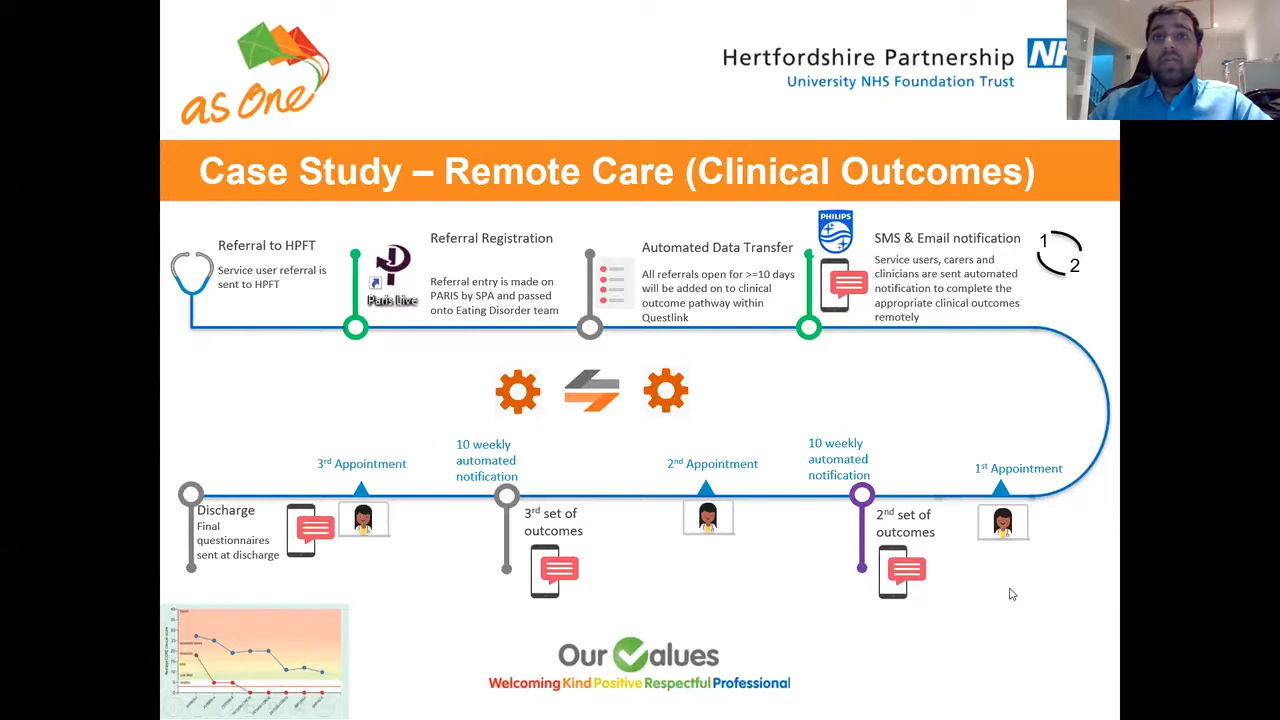 as one
Hertfordshire Partnership
University NHS Foundation Trust
NH
Case Study – Remote Care (Clinical Outcomes)
Referral to HPFT
Service user referral is
sent to HPFT
Paris Live
Referral Registration
Referral entry is made on
PARIS by SPA and passed
onto Eating Disorder team
Automated Data Transfer
All referrals open for >=10 days
will be added on to clinical
outcome pathway within
Questlink
PHILIPS
SMS & Email notification
Service users, carers and
clinicians are sent automated
notification to complete the
appropriate clinical outcomes
remotely
1
2
3rd Appointment
10 weekly
automated
notification
2nd Appointment
10 weekly
automated
notification
1st Appointment
Discharge
Final
questionnaires
sent at discharge
3rd set of
outcomes
2nd set of
outcomes
Our Values
Welcoming Kind Positive Respectful Professional